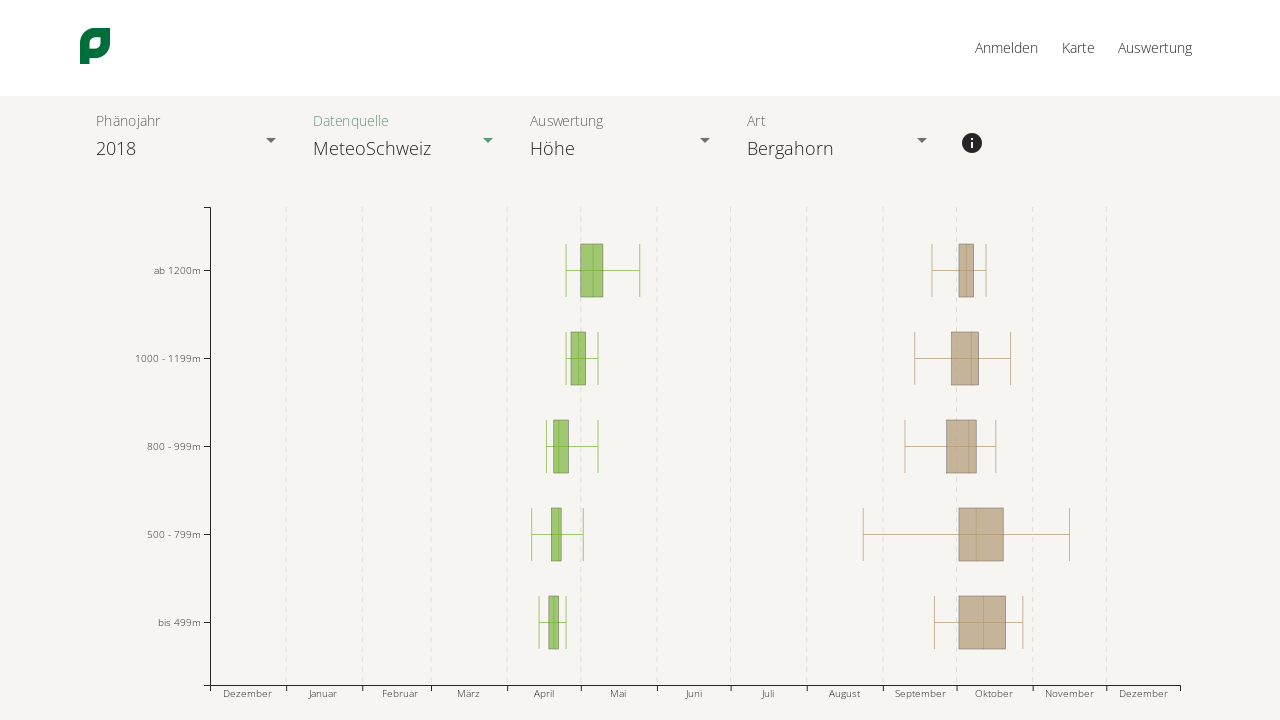 Anmelden Karte Auswertung
Phänojahr Datenquelle Auswertung Art
2018 MeteoSchweiz Höhe Bergahorn
ab 1200m
1000 - 1199m
800 - 999m
500 - 799m
bis 499m
Dezember Januar Februar März April Mai Juni Juli August September Oktober November Dezember